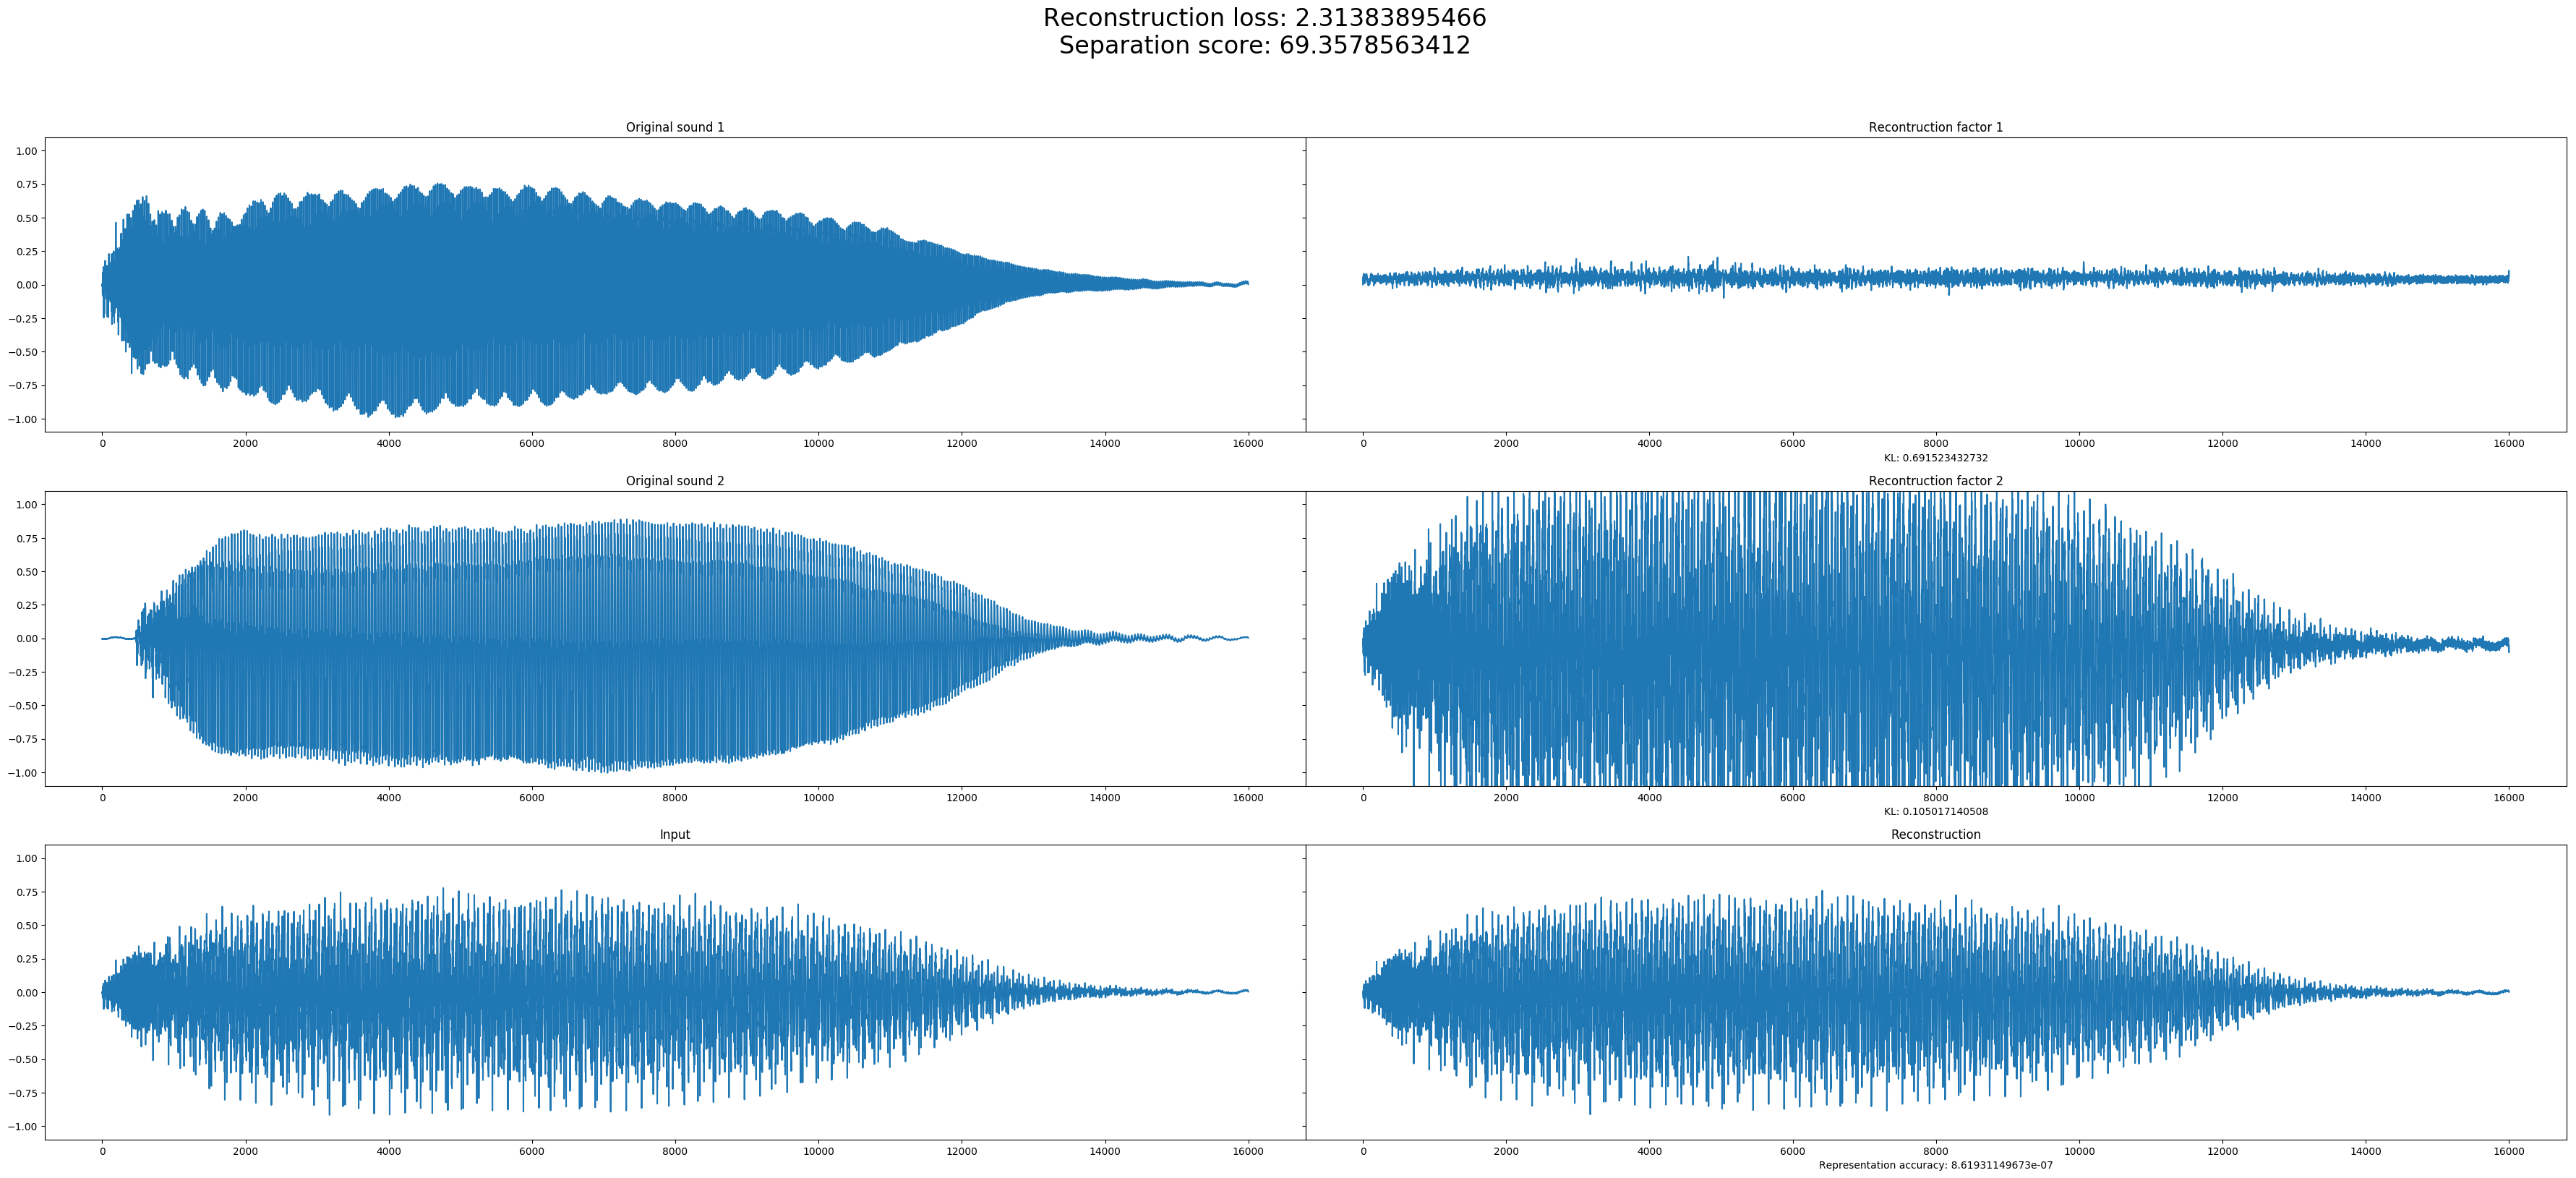 Reconstruction loss: 2.31383895466
Separation score: 69.3578563412
Original sound 1
1.00
0.75
0.50
0.25
0.00
−0.25
−0.50
−0.75
−1.00
0 2000 4000 6000 8000 10000 12000 14000 16000
Recontruction factor 1
0 2000 4000 6000 8000 10000 12000 14000 16000
KL: 0.691523432732
Original sound 2
1.00
0.75
0.50
0.25
0.00
−0.25
−0.50
−0.75
−1.00
0 2000 4000 6000 8000 10000 12000 14000 16000
Recontruction factor 2
0 2000 4000 6000 8000 10000 12000 14000 16000
KL: 0.105017140508
Input
1.00
0.75
0.50
0.25
0.00
−0.25
−0.50
−0.75
−1.00
0 2000 4000 6000 8000 10000 12000 14000 16000
Reconstruction
0 2000 4000 6000 8000 10000 12000 14000 16000
Representation accuracy: 8.61931149673e-07